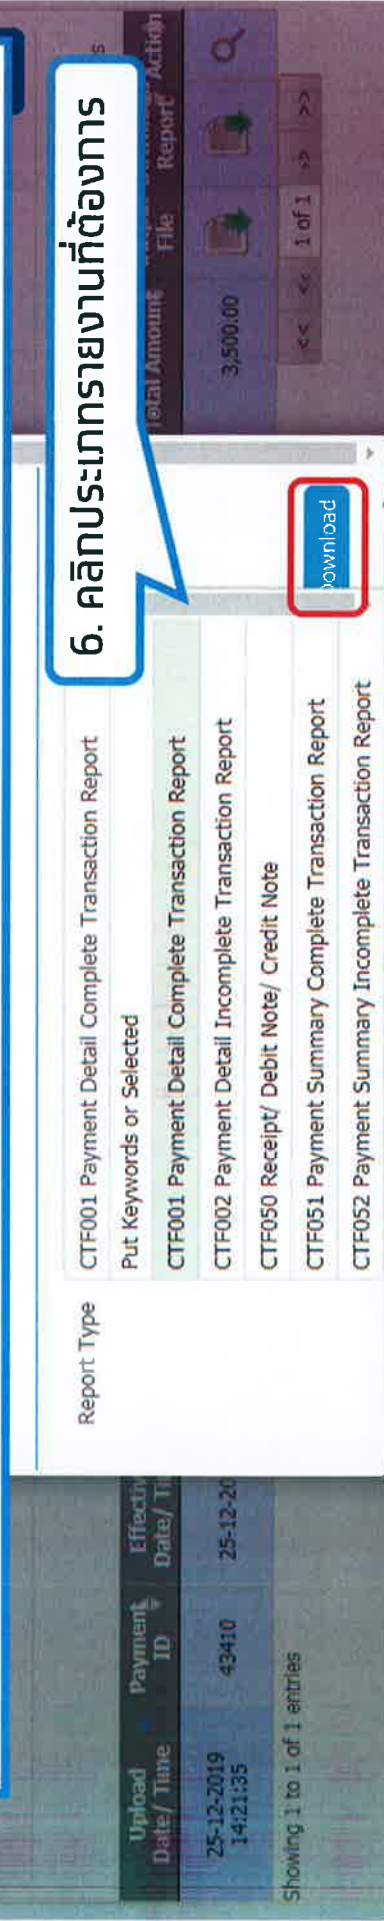 6. คลิกประเภทรายงานที่ต้องการ
Report Type
CTF001 Payment Detail Complete Transaction Report
Put Keywords or Selected
CTF001 Payment Detail Complete Transaction Report
CTF002 Payment Detail Incomplete Transaction Report
CTF050 Receipt/ Debit Note/ Credit Note
CTF051 Payment Summary Complete Transaction Report
CTF052 Payment Summary Incomplete Transaction Report
Download
Upload Date/ Time
Payment ID
Effectiv Date/ Ti
Total Amount
File
Report
Action
25-12-2019 14:21:35
43410
25-12-20
3,500.00
Showing 1 to 1 of 1 entries
<< < 1 of 1 > >>